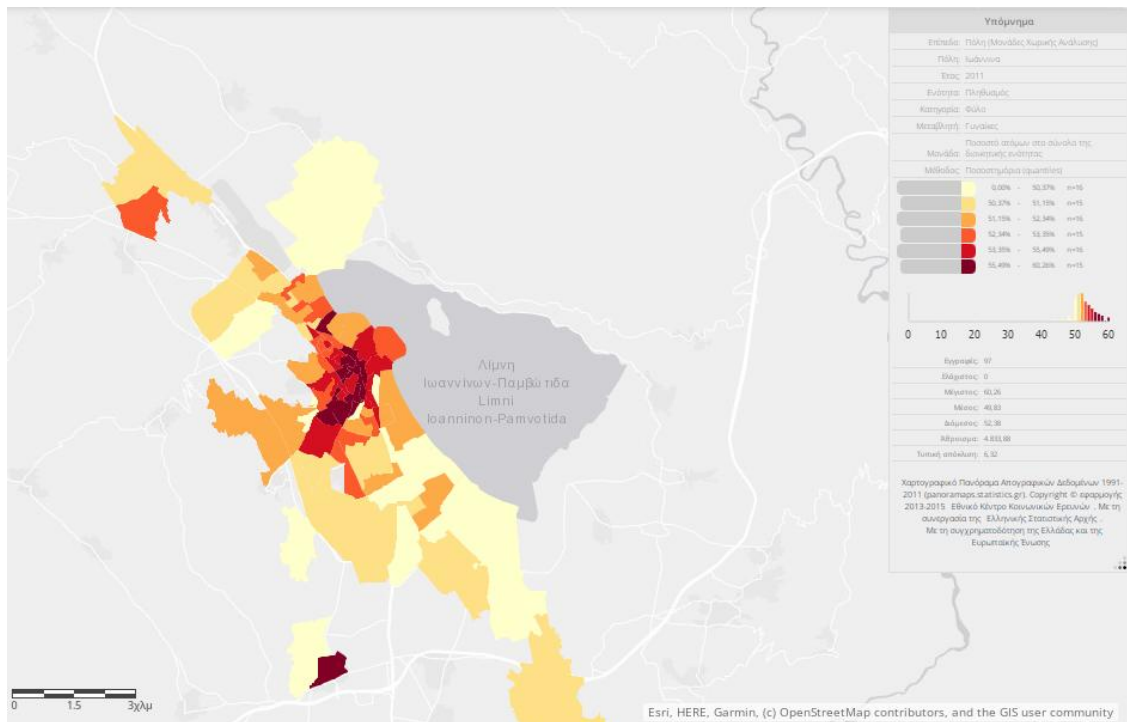 Υπόμνημα
Επίπεδο: Πόλη (Μονάδες Χωρικής Ανάλυσης)
Πόλη: Ιωάννινα
Έτος: 2011
Ενότητα: Πληθυσμός
Κατηγορία: Φύλο
Μεταβλητή: Γυναίκες
Ποσοστό ατόμων στο σύνολο της
Μονάδα: διοικητικής ενότητας
Μέθοδος: Ποσοστημόρια (quantiles)
0,00% - 50,37% n=16
50,37% - 51,15% n=15
51,15% - 52,34% n=16
52,34% - 53,35% n=15
53,35% - 55,49% n=16
55,49% - 60,26% n=15
0 10 20 30 40 50 60
Εγγραφές: 97
Ελάχιστος: 0
Μέγιστος: 60,26
Μέσος: 49,83
Διάμεσος: 52,38
Άθροισμα: 4.833,88
Τυπική απόκλιση: 6,32
Χαρτογραφικό Πανόραμα Απογραφικών Δεδομένων 1991-
2011 (panoramaps.statistics.gr). Copyright © εφαρμογής
2013-2015 Εθνικό Κέντρο Κοινωνικών Ερευνών . Με τη
συνεργασία της Ελληνικής Στατιστικής Αρχής .
Με τη συγχρηματοδότηση της Ελλάδας και της
Ευρωπαϊκής Ένωσης
Λίμνη
Ιωαννίνων-Παμβώτιδα
Limni
Ioanninon-Pamvotida
0 1.5 3χλμ
Esri, HERE, Garmin, (c) OpenStreetMap contributors, and the GIS user community